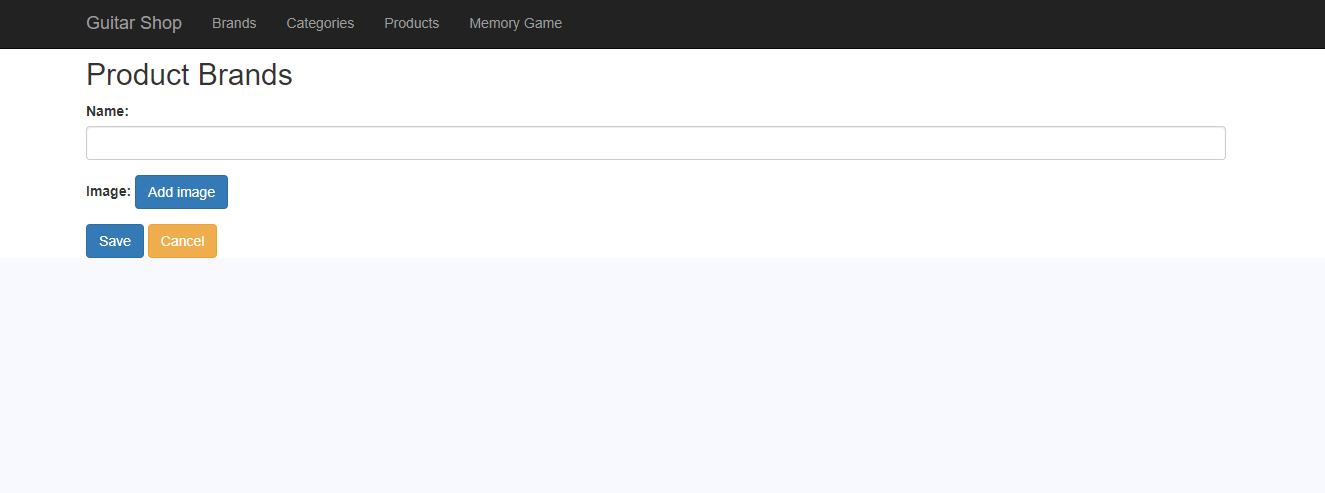 Guitar Shop Brands Categories Products Memory Game
Product Brands
Name:
Image: Add image
Save Cancel